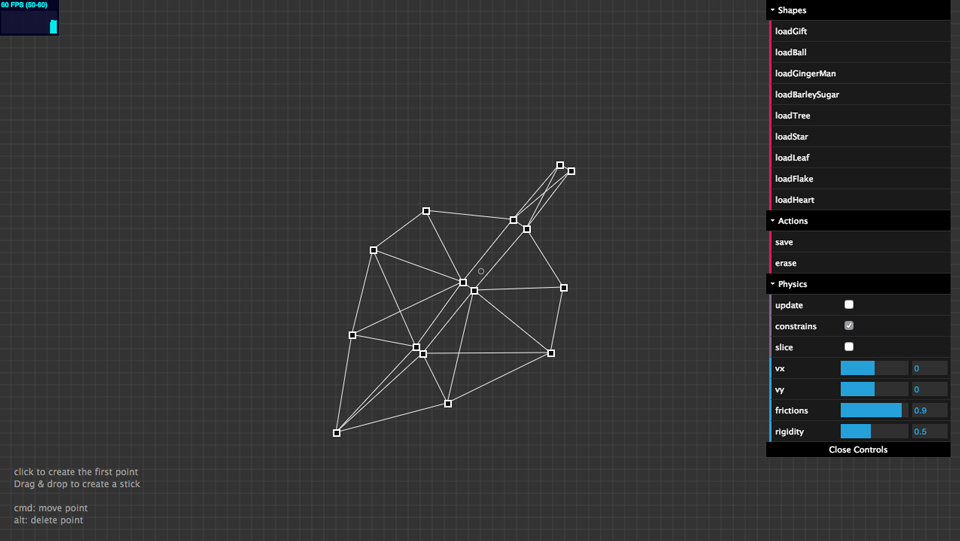 60 FPS (50-60)
Shapes
loadGift
loadBall
loadGingerMan
loadBarleySugar
loadTree
loadStar
loadLeaf
loadFlake
loadHeart
Actions
save
erase
Physics
update
constrains
slice
vx 0
vy 0
frictions 0.9
rigidity 0.5
Close Controls
click to create the first point
Drag & drop to create a stick
cmd: move point
alt: delete point